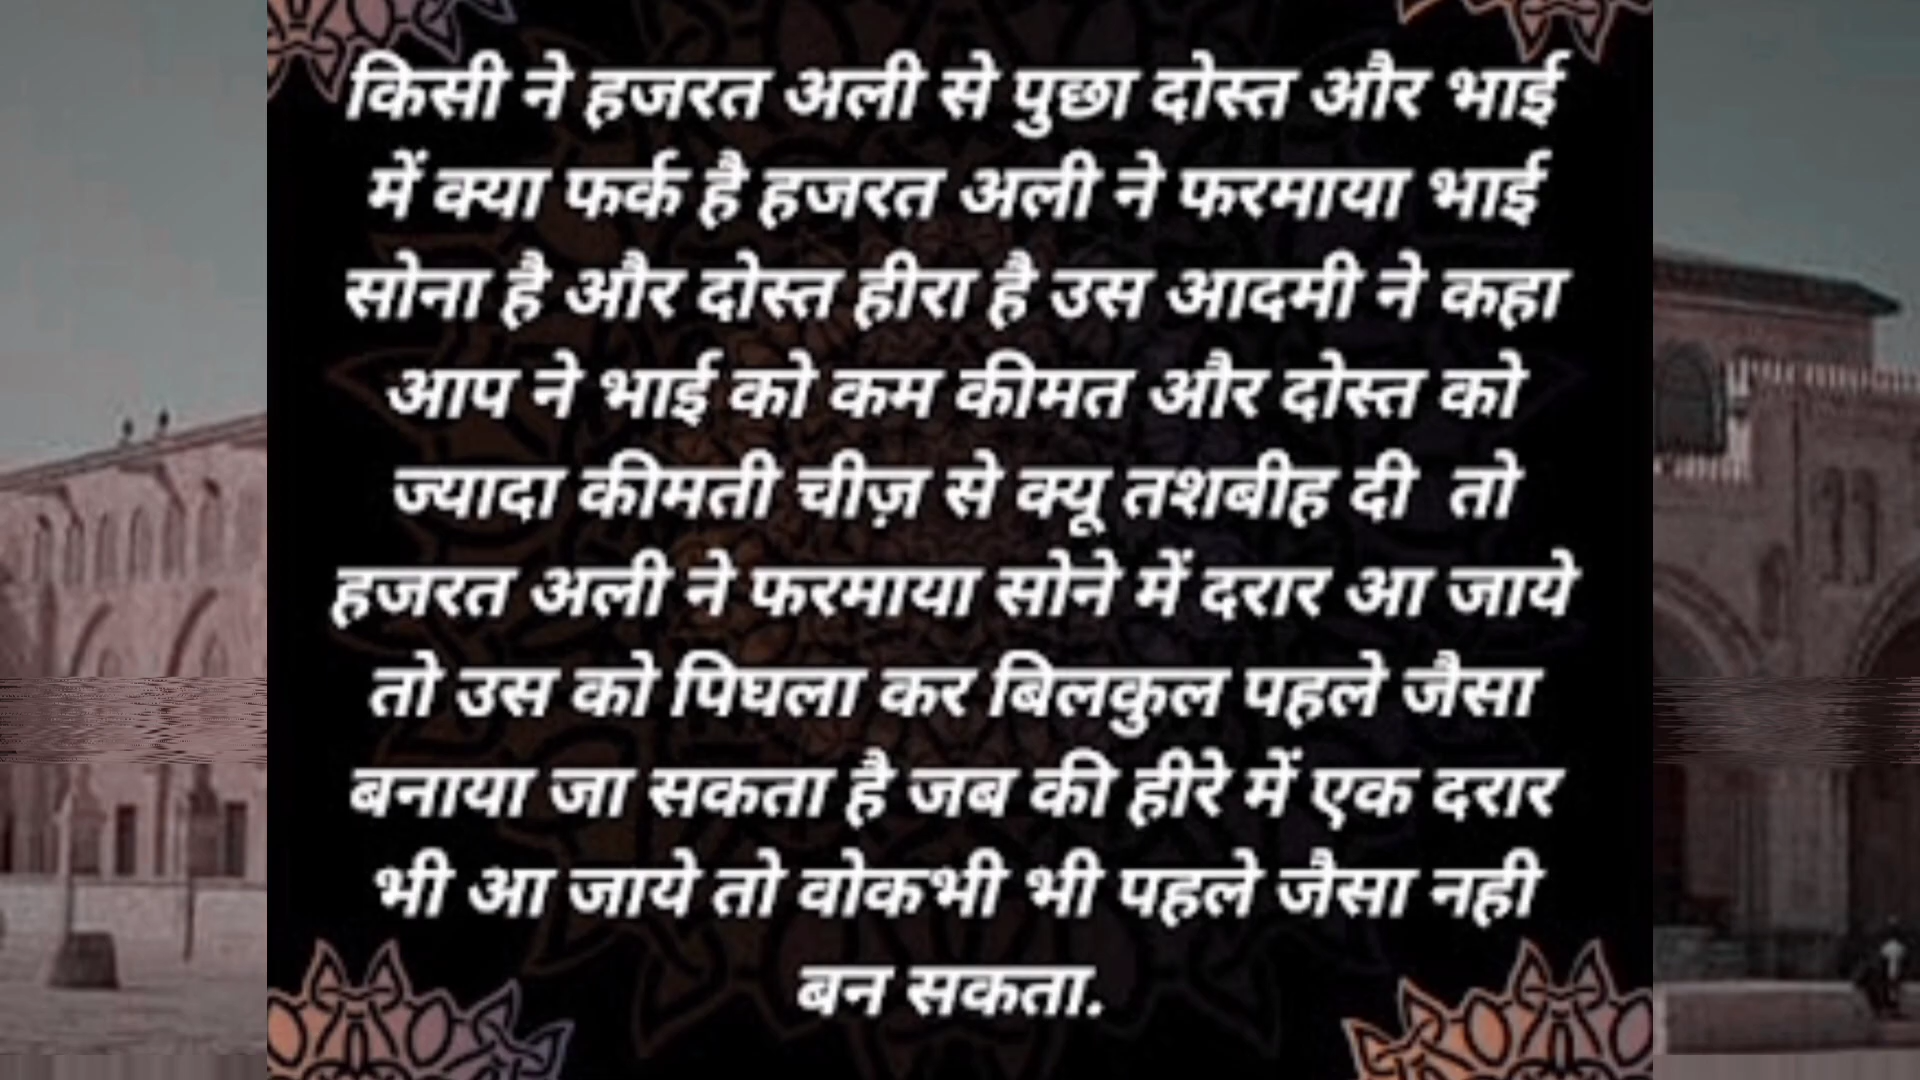 किसी ने हजरत अली से पुछा दोस्त और भाई
में क्या फर्क है हजरत अली ने फरमाया भाई
सोना है और दोस्त हीरा है उस आदमी ने कहा
आप ने भाई को कम कीमत और दोस्त को
ज्यादा कीमती चीज़ से क्यू तशबीह दी तो
हजरत अली ने फरमाया सोने में दरार आ जाये
तो उस को पिघला कर बिलकुल पहले जैसा
बनाया जा सकता है जब की हीरे में एक दरार
भी आ जाये तो वोकभी भी पहले जैसा नही
बन सकता.